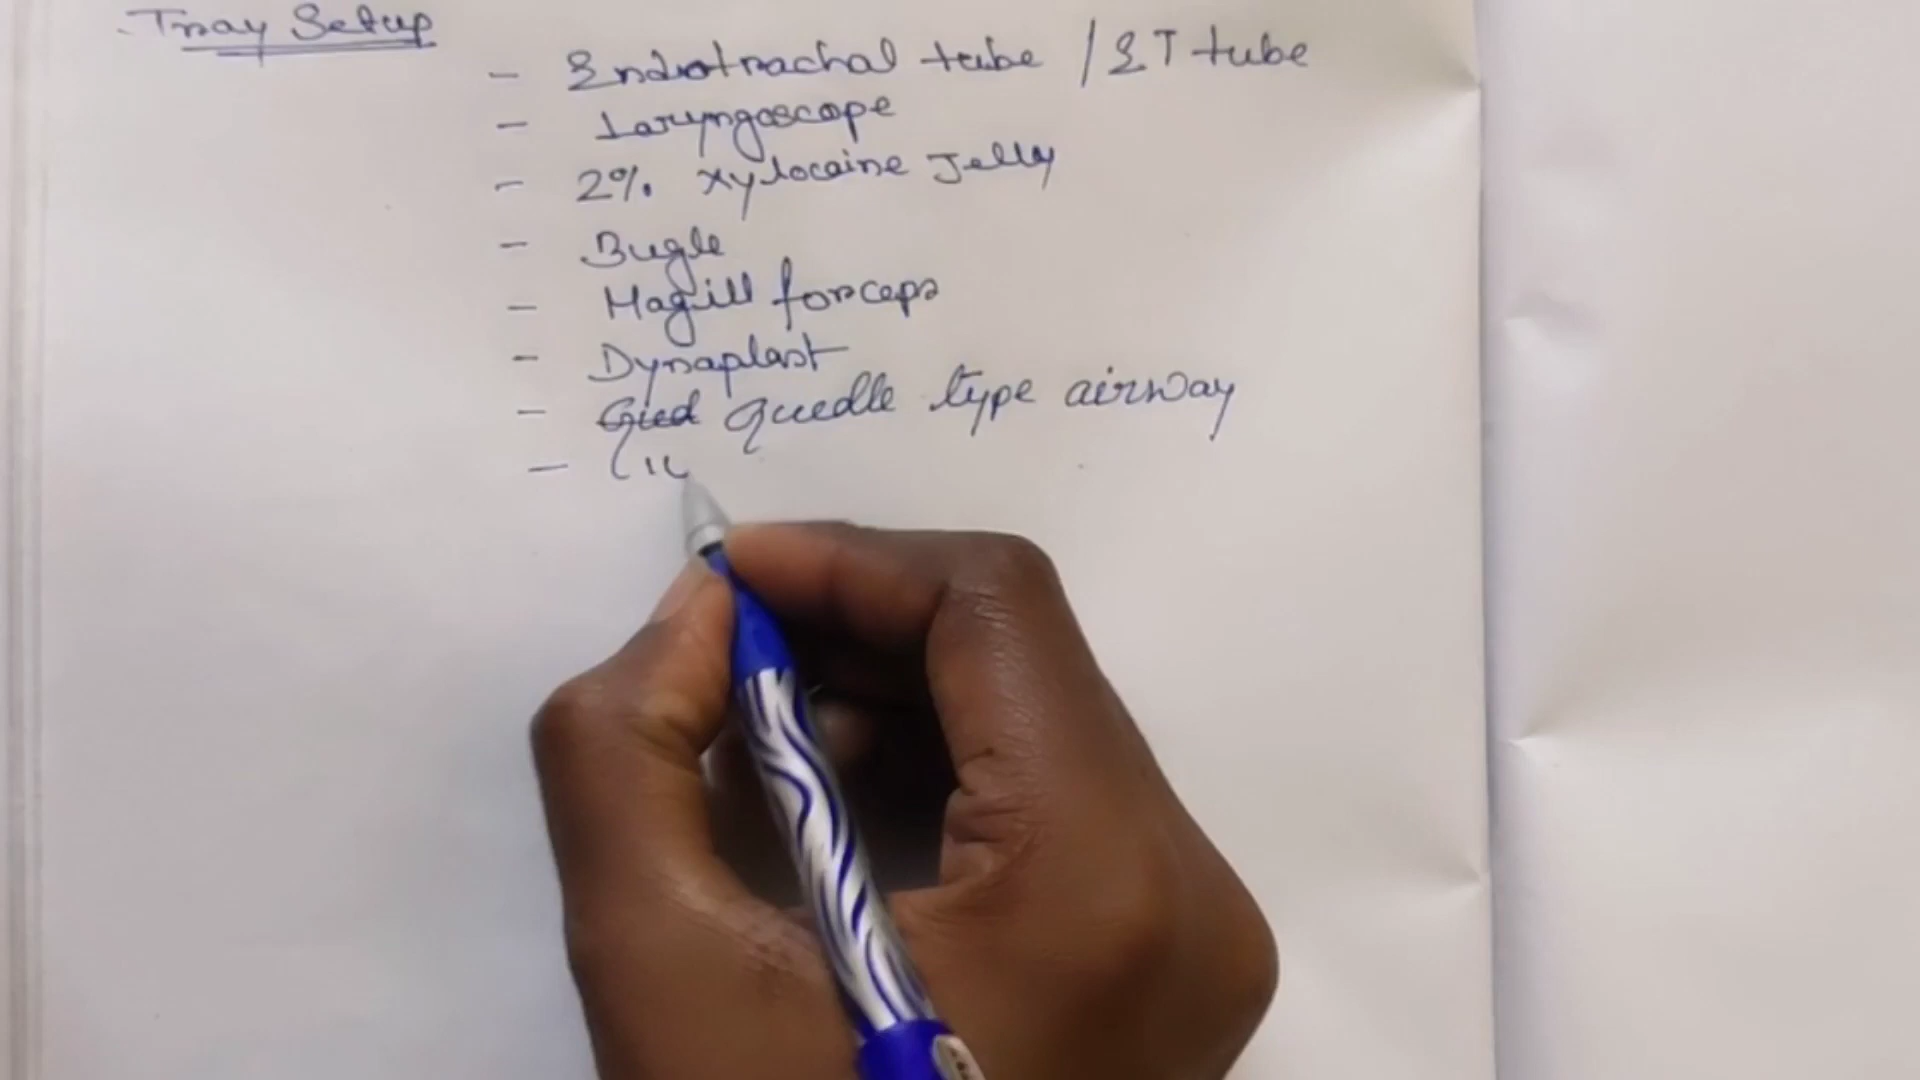 Tray Setup
- Endotrachal tube / ET tube
- Laryngoscope
- 2% xylocaine Jelly
- Bugle
- Magill forceps
- Dynaplast
- Gued Guedle type airway
-